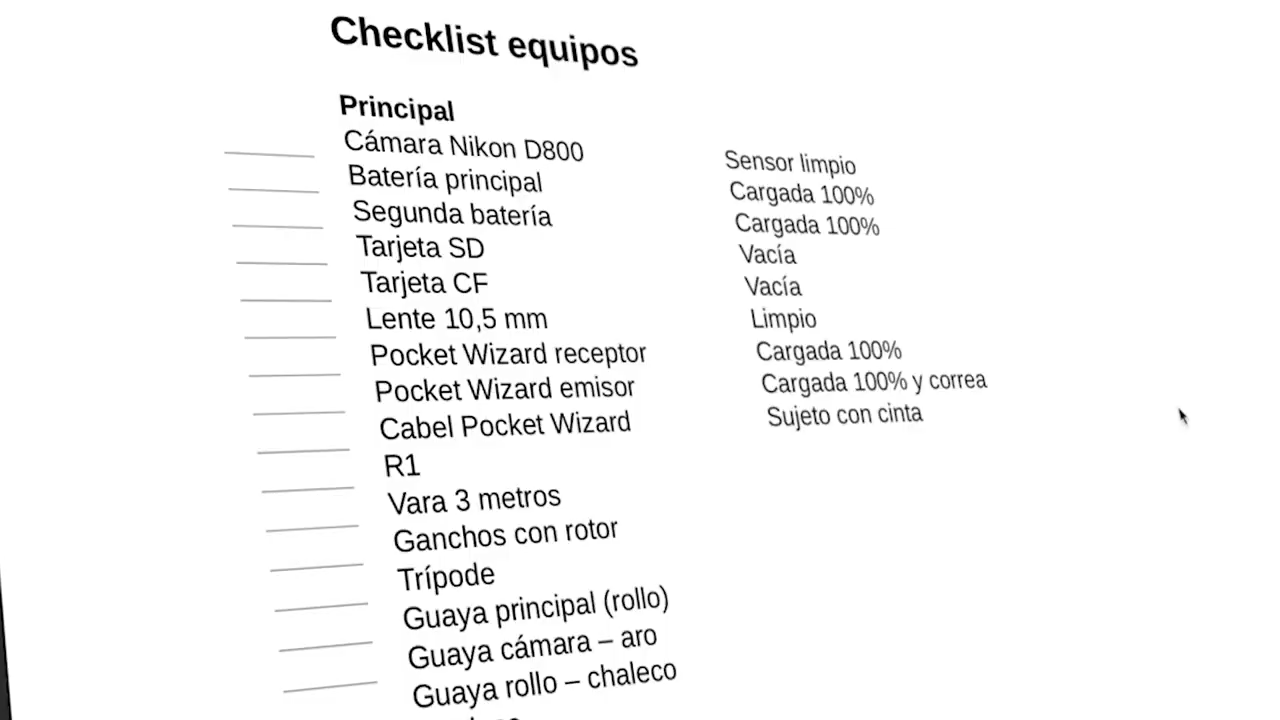 Checklist equipos
Principal
Cámara Nikon D800 Sensor limpio
Batería principal Cargada 100%
Segunda batería Cargada 100%
Tarjeta SD Vacía
Tarjeta CF Vacía
Lente 10,5 mm Limpio
Pocket Wizard receptor Cargada 100%
Pocket Wizard emisor Cargada 100% y correa
Cabel Pocket Wizard Sujeto con cinta
R1
Vara 3 metros
Ganchos con rotor
Trípode
Guaya principal (rollo)
Guaya cámara – aro
Guaya rollo – chaleco